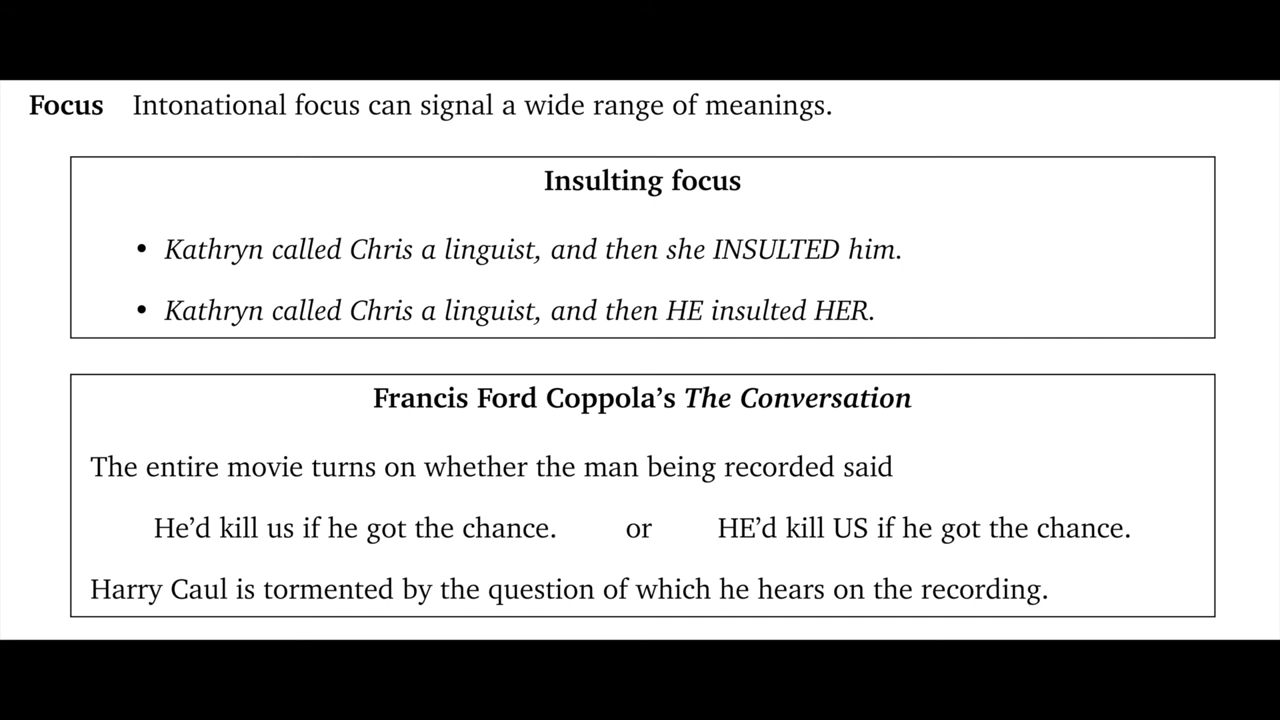 Focus Intonational focus can signal a wide range of meanings.
Insulting focus
• Kathryn called Chris a linguist, and then she INSULTED him.
• Kathryn called Chris a linguist, and then HE insulted HER.
Francis Ford Coppola’s The Conversation
The entire movie turns on whether the man being recorded said
He’d kill us if he got the chance. or HE’d kill US if he got the chance.
Harry Caul is tormented by the question of which he hears on the recording.